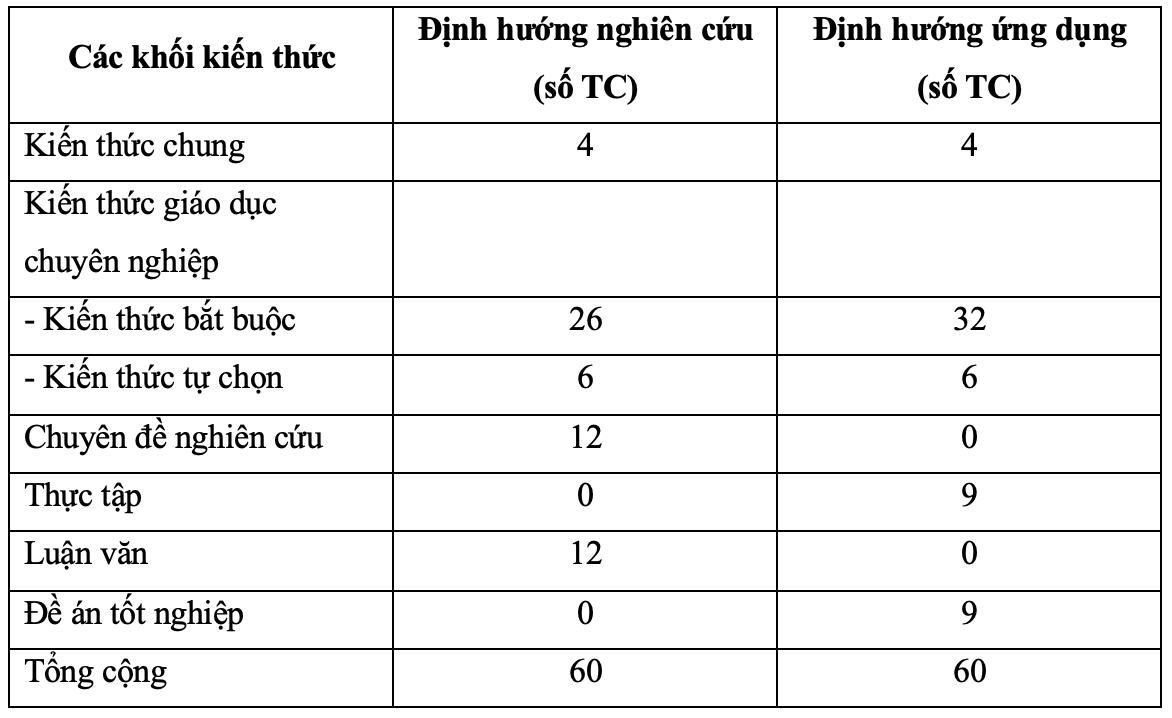 Các khối kiến thức
Định hướng nghiên cứu
(số TC)
Định hướng ứng dụng
(số TC)
Kiến thức chung 4 4
Kiến thức giáo dục
chuyên nghiệp
- Kiến thức bắt buộc 26 32
- Kiến thức tự chọn 6 6
Chuyên đề nghiên cứu 12 0
Thực tập 0 9
Luận văn 12 0
Đề án tốt nghiệp 0 9
Tổng cộng 60 60